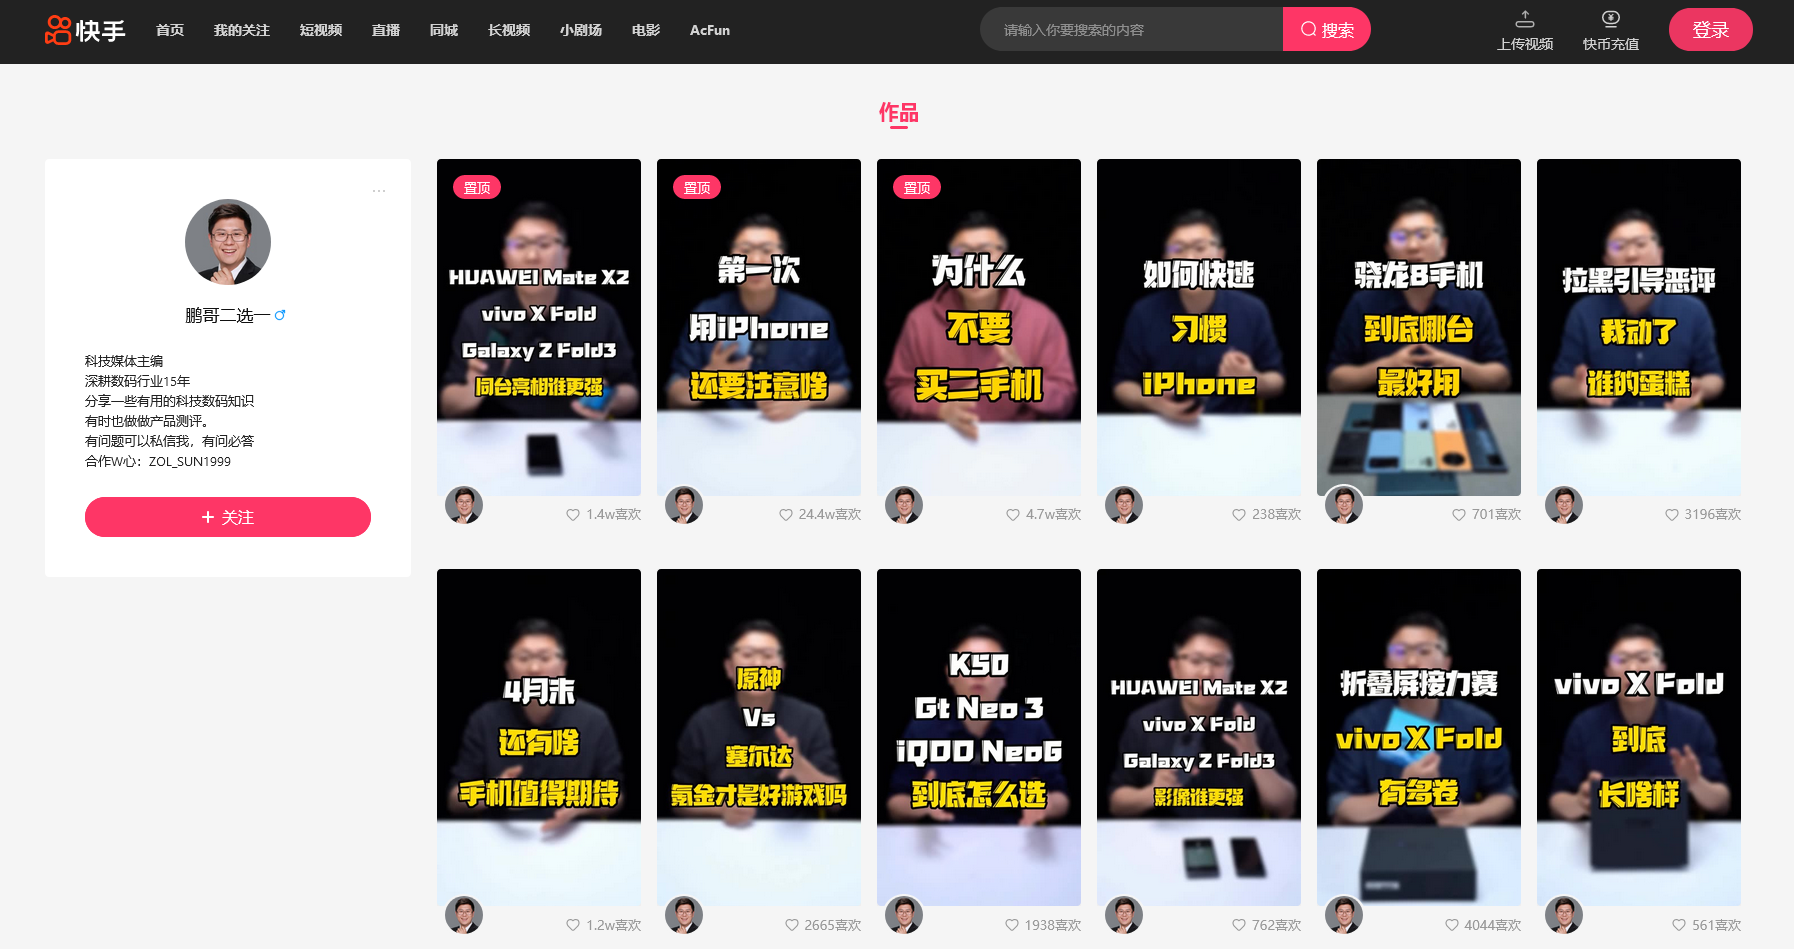 快手
首页 我的关注 短视频 直播 同城 长视频 小剧场 电影 AcFun
请输入你要搜索的内容
搜索
上传视频
快币充值
登录
作品
鹏哥二选一
科技媒体主编
深耕数码行业15年
分享一些有用的科技数码知识
有时也做做产品测评。
有问题可以私信我，有问必答
合作W心：ZOL_SUN1999
+ 关注
置顶
HUAWEI Mate X2
vivo X Fold
Galaxy Z Fold3
同台亮相谁更强
1.4w喜欢
置顶
第一次
用iPhone
还要注意啥
24.4w喜欢
置顶
为什么
不要
买二手机
4.7w喜欢
如何快速
习惯
iPhone
238喜欢
骁龙8手机
到底哪台
最好用
701喜欢
拉黑引导恶评
我动了
谁的蛋糕
3196喜欢
4月末
还有啥
手机值得期待
1.2w喜欢
原神
Vs
塞尔达
氪金才是好游戏吗
2665喜欢
K50
Gt Neo 3
iQOO Neo6
到底怎么选
1938喜欢
HUAWEI Mate X2
vivo X Fold
Galaxy Z Fold3
影像谁更强
762喜欢
折叠屏接力赛
vivo X Fold
有多卷
4044喜欢
vivo X Fold
到底
长啥样
561喜欢